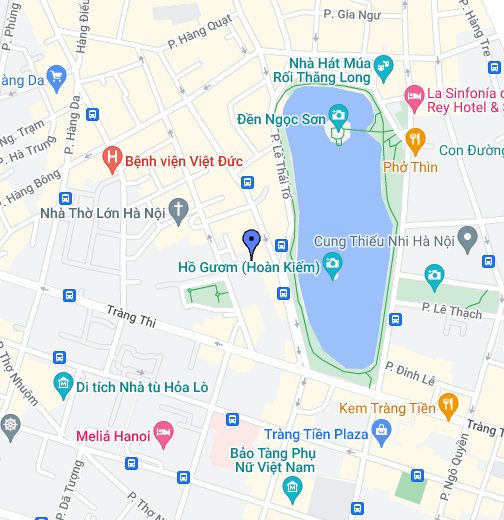 P. Phùng
Hàng Điếu
P. Hàng Quạt
P. Gia Ngư
P. Hàng Tre
Nhà Hát Múa
Rối Thăng Long
Hàng Da
La Sinfonía
Rey Hotel & S
P. Hàng Da
Đền Ngọc Sơn
Ng. Trạm
P. Hà Trung
P. Lê Thái Tổ
Phở Thìn
Con Đường
Bệnh viện Việt Đức
P. Hàng Bông
Nhà Thờ Lớn Hà Nội
Cung Thiếu Nhi Hà Nội
Hồ Gươm (Hoàn Kiếm)
P. Lê Thạch
Tràng Thi
P. Thợ Nhuộm
P. Đinh Lễ
Di tích Nhà tù Hỏa Lò
Kem Tràng Tiền
Meliá Hanoi
Tràng Tiền Plaza
Tràng T
Bảo Tàng Phụ
Nữ Việt Nam
P. Ngô Quyền
P. Dã Tượng
P. Thợ N